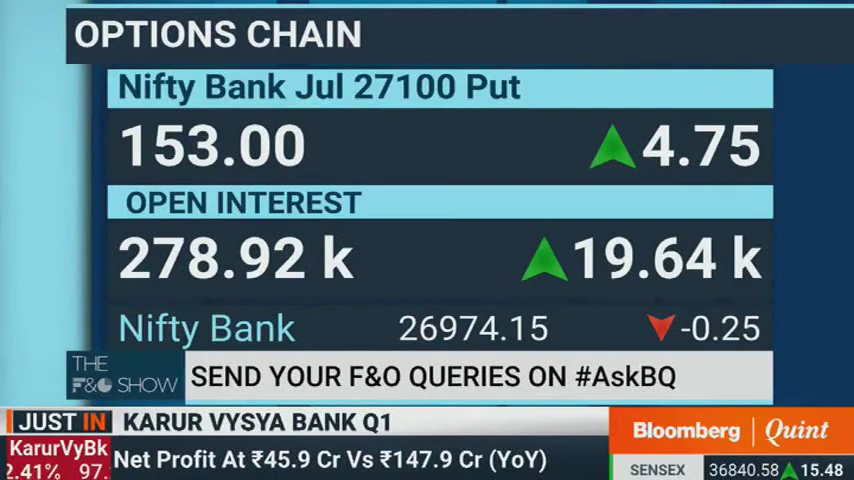 OPTIONS CHAIN
Nifty Bank Jul 27100 Put
153.00 4.75
OPEN INTEREST
278.92 k 19.64 k
Nifty Bank 26974.15 -0.25
THE
F&O SHOW
SEND YOUR F&O QUERIES ON #AskBQ
JUST IN KARUR VYSYA BANK Q1
KarurVyBk
2.41% 97.
Net Profit At ₹45.9 Cr Vs ₹147.9 Cr (YoY)
Bloomberg | Quint
SENSEX 36840.58 15.48